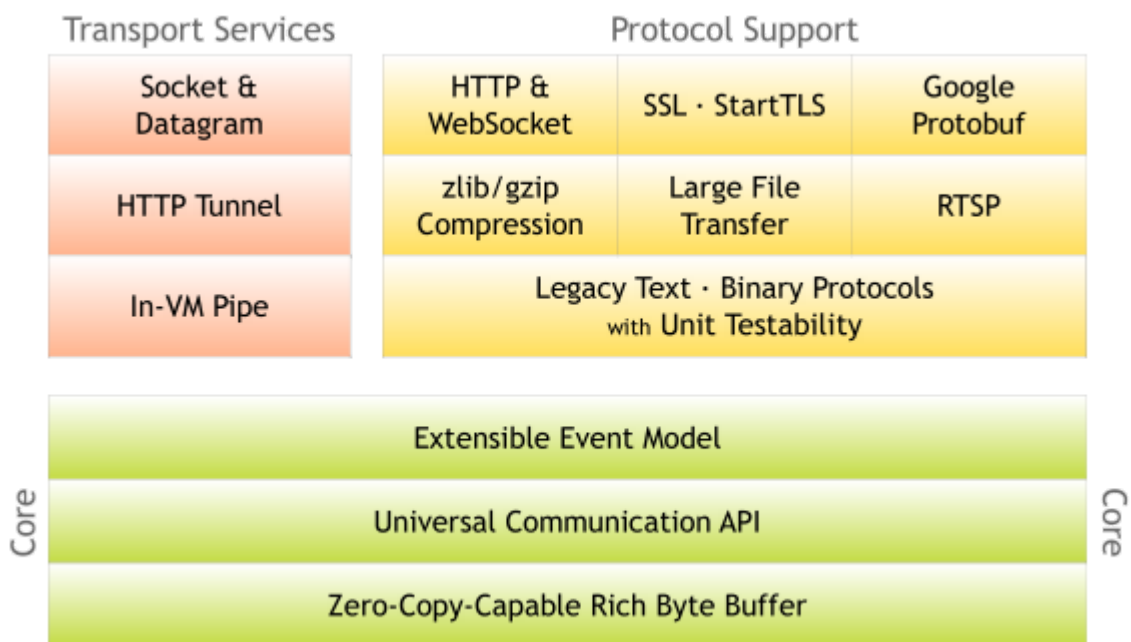 Transport Services
Socket &
Datagram
HTTP Tunnel
In-VM Pipe
Protocol Support
HTTP &
WebSocket
SSL · StartTLS
Google
Protobuf
zlib/gzip
Compression
Large File
Transfer
RTSP
Legacy Text · Binary Protocols
with Unit Testability
Core
Extensible Event Model
Universal Communication API
Zero-Copy-Capable Rich Byte Buffer
Core